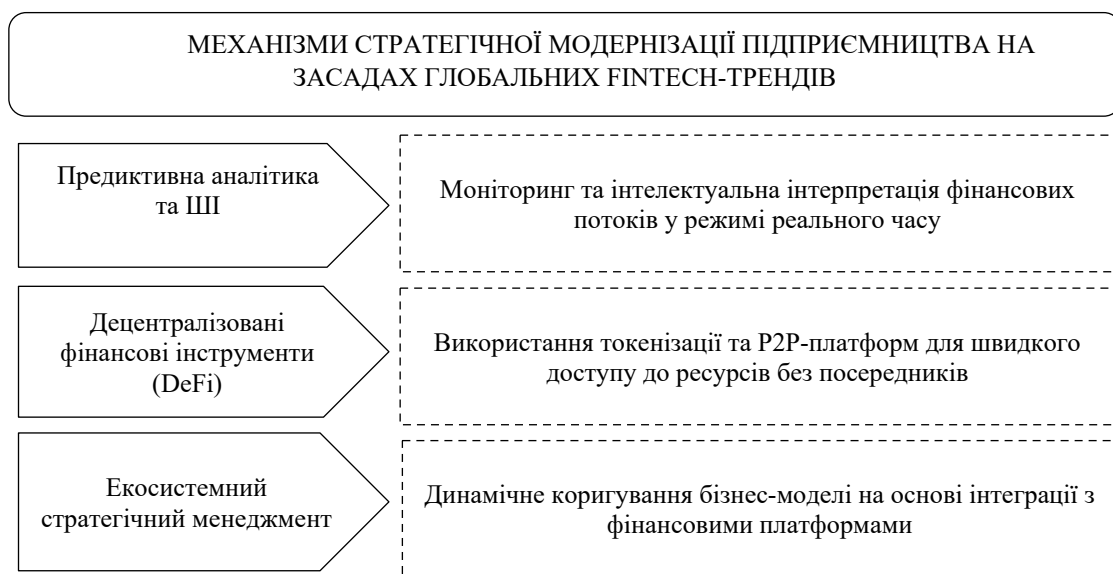 МЕХАНІЗМИ СТРАТЕГІЧНОЇ МОДЕРНІЗАЦІЇ ПІДПРИЄМНИЦТВА НА
ЗАСАДАХ ГЛОБАЛЬНИХ FINTECH-ТРЕНДІВ
Предиктивна аналітика
та ШІ
Моніторинг та інтелектуальна інтерпретація фінансових
потоків у режимі реального часу
Децентралізовані
фінансові інструменти
(DeFi)
Використання токенізації та P2P-платформ для швидкого
доступу до ресурсів без посередників
Екосистемний
стратегічний менеджмент
Динамічне коригування бізнес-моделі на основі інтеграції з
фінансовими платформами